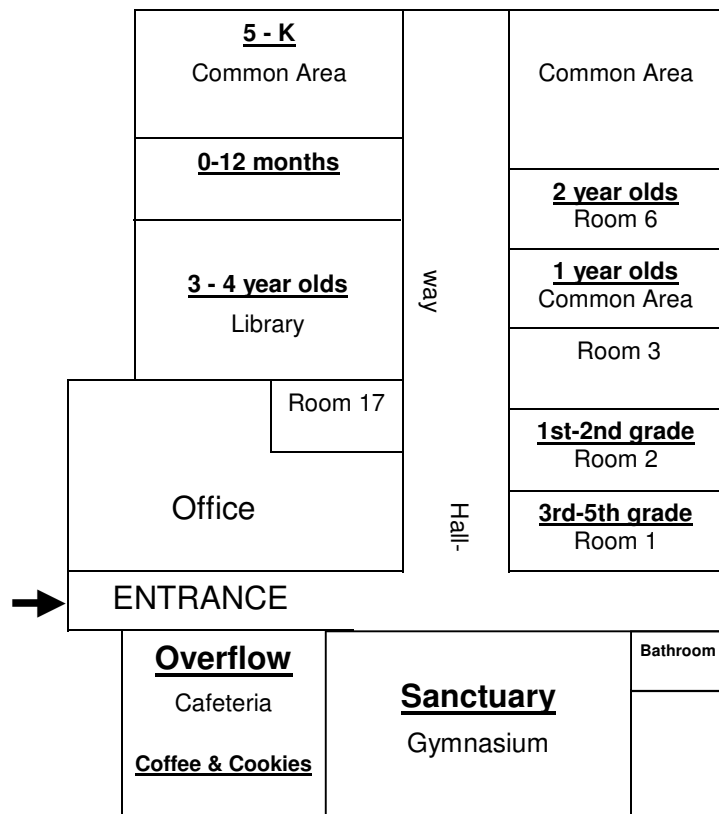 5 - K
Common Area
0-12 months
3 - 4 year olds
Library
Room 17
Office
way
Hall-
Common Area
2 year olds
Room 6
1 year olds
Common Area
Room 3
1st-2nd grade
Room 2
3rd-5th grade
Room 1
ENTRANCE
Overflow
Cafeteria
Coffee & Cookies
Sanctuary
Gymnasium
Bathroom